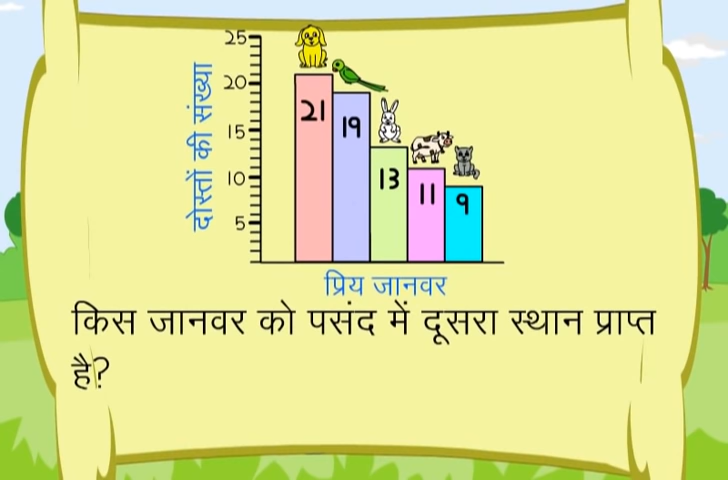 25
20
15
10
5
दोस्तों की संख्या
21
19
13
11
9
प्रिय जानवर
किस जानवर को पसंद में दूसरा स्थान प्राप्त
है?